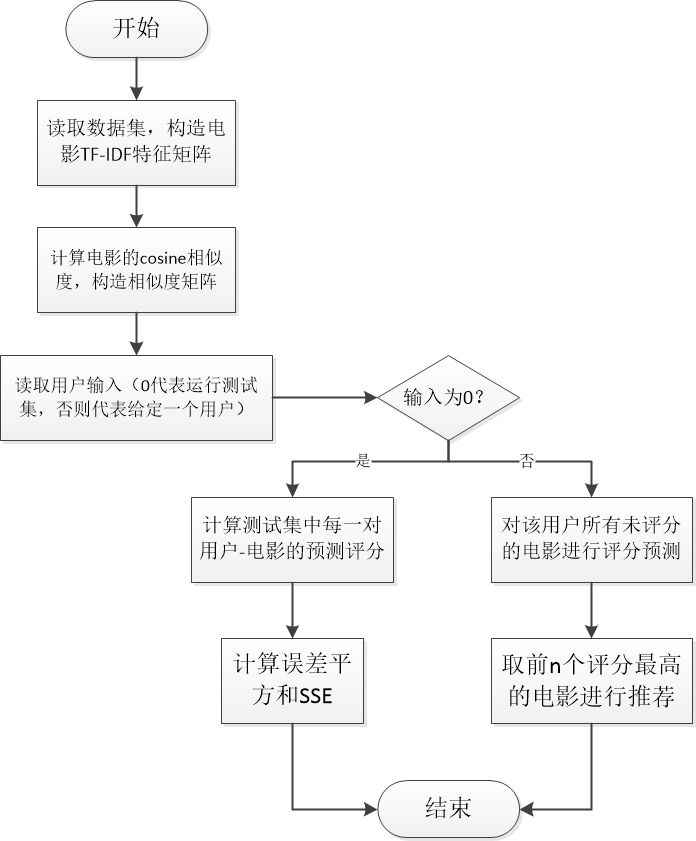 开始
读取数据集，构造电
影TF-IDF特征矩阵
计算电影的cosine相似
度，构造相似度矩阵
读取用户输入（0代表运行测试
集，否则代表给定一个用户）
输入为0？
是
否
计算测试集中每一对
用户-电影的预测评分
对该用户所有未评分
的电影进行评分预测
计算误差平
方和SSE
取前n个评分最高
的电影进行推荐
结束